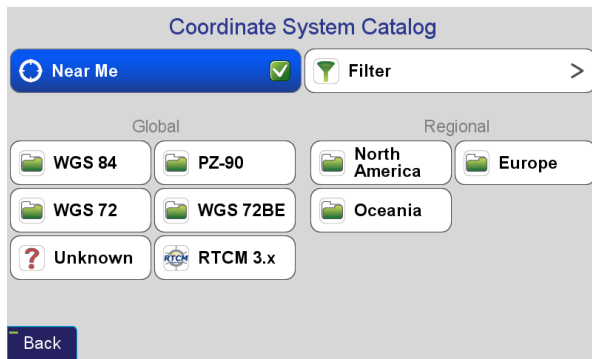 Coordinate System Catalog
Near Me
Filter
Global
Regional
WGS 84
PZ-90
North
America
Europe
WGS 72
WGS 72BE
Oceania
Unknown
RTCM
RTCM 3.x
Back